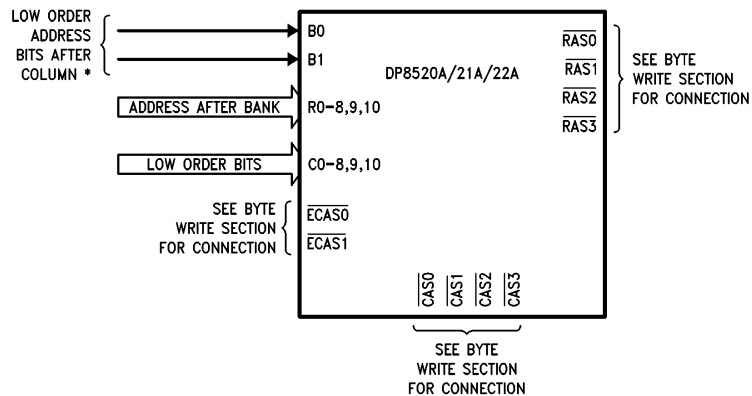 LOW ORDER
ADDRESS
BITS AFTER
COLUMN *
B0
B1
ADDRESS AFTER BANK
R0-8,9,10
LOW ORDER BITS
C0-8,9,10
SEE BYTE
WRITE SECTION
FOR CONNECTION
ECAS0
ECAS1
DP8520A/21A/22A
RAS0
RAS1
RAS2
RAS3
SEE BYTE
WRITE SECTION
FOR CONNECTION
CAS0
CAS1
CAS2
CAS3
SEE BYTE
WRITE SECTION
FOR CONNECTION